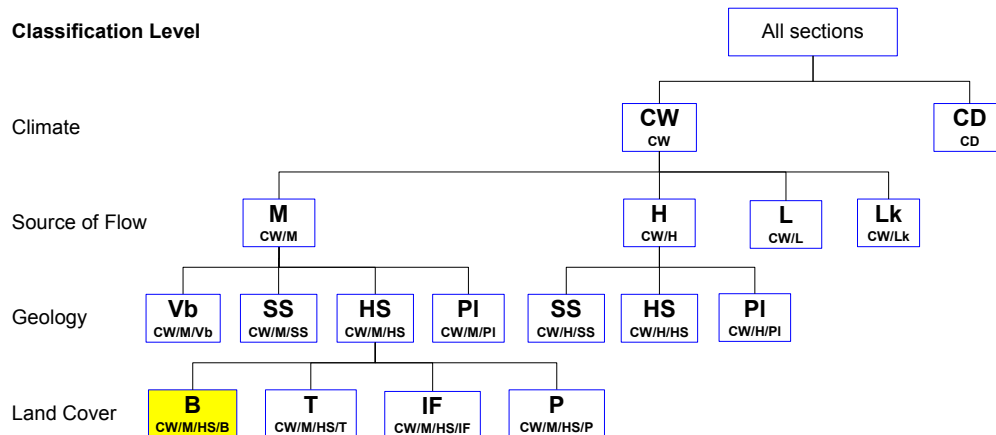 Classification Level
All sections
Climate
CW
CW
CD
CD
Source of Flow
M
CW/M
H
CW/H
L
CW/L
Lk
CW/Lk
Geology
Vb
CW/M/Vb
SS
CW/M/SS
HS
CW/M/HS
Pl
CW/M/Pl
SS
CW/H/SS
HS
CW/H/HS
Pl
CW/H/Pl
Land Cover
B
CW/M/HS/B
T
CW/M/HS/T
IF
CW/M/HS/IF
P
CW/M/HS/P